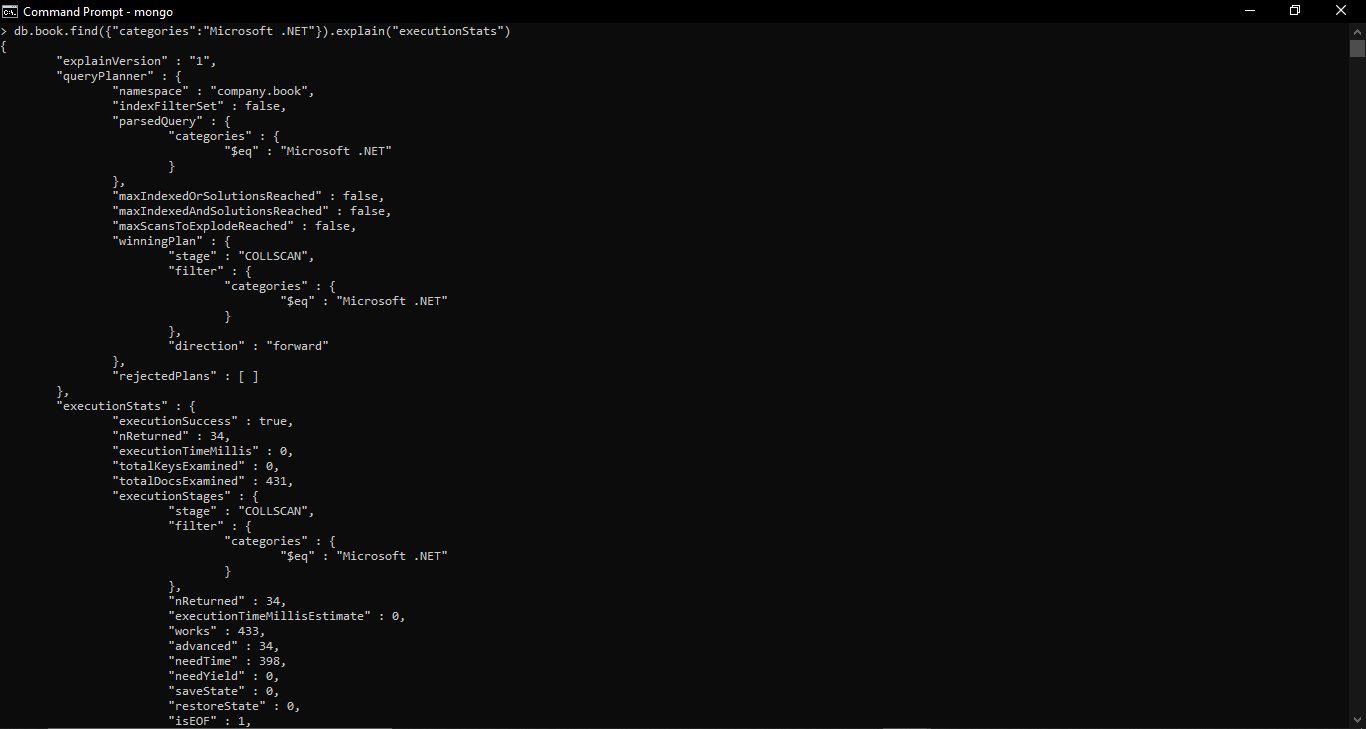 Command Prompt - mongo
> db.book.find({"categories":"Microsoft .NET"}).explain("executionStats")
{
"explainVersion" : "1",
"queryPlanner" : {
"namespace" : "company.book",
"indexFilterSet" : false,
"parsedQuery" : {
"categories" : {
"$eq" : "Microsoft .NET"
}
},
"maxIndexedOrSolutionsReached" : false,
"maxIndexedAndSolutionsReached" : false,
"maxScansToExplodeReached" : false,
"winningPlan" : {
"stage" : "COLLSCAN",
"filter" : {
"categories" : {
"$eq" : "Microsoft .NET"
}
},
"direction" : "forward"
},
"rejectedPlans" : [ ]
},
"executionStats" : {
"executionSuccess" : true,
"nReturned" : 34,
"executionTimeMillis" : 0,
"totalKeysExamined" : 0,
"totalDocsExamined" : 431,
"executionStages" : {
"stage" : "COLLSCAN",
"filter" : {
"categories" : {
"$eq" : "Microsoft .NET"
}
},
"nReturned" : 34,
"executionTimeMillisEstimate" : 0,
"works" : 433,
"advanced" : 34,
"needTime" : 398,
"needYield" : 0,
"saveState" : 0,
"restoreState" : 0,
"isEOF" : 1,